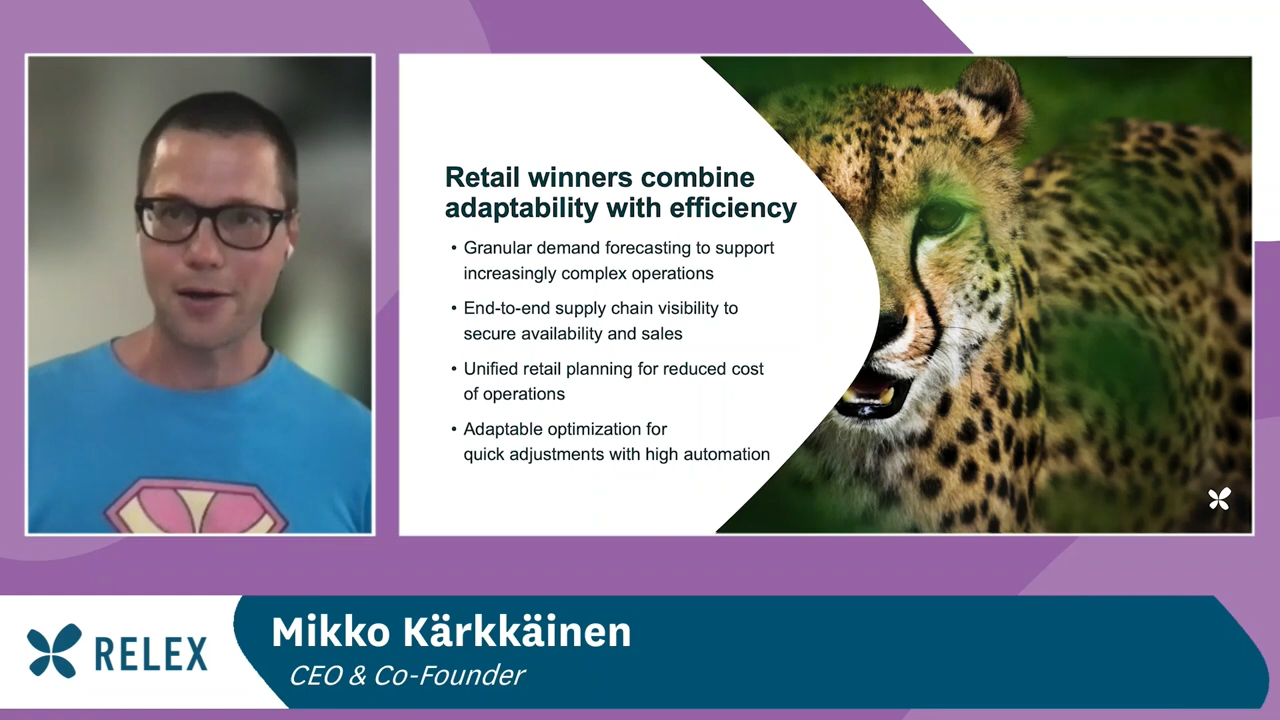 Retail winners combine
adaptability with efficiency
• Granular demand forecasting to support
increasingly complex operations
• End-to-end supply chain visibility to
secure availability and sales
• Unified retail planning for reduced cost
of operations
• Adaptable optimization for
quick adjustments with high automation
RELEX
Mikko Kärkkäinen
CEO & Co-Founder